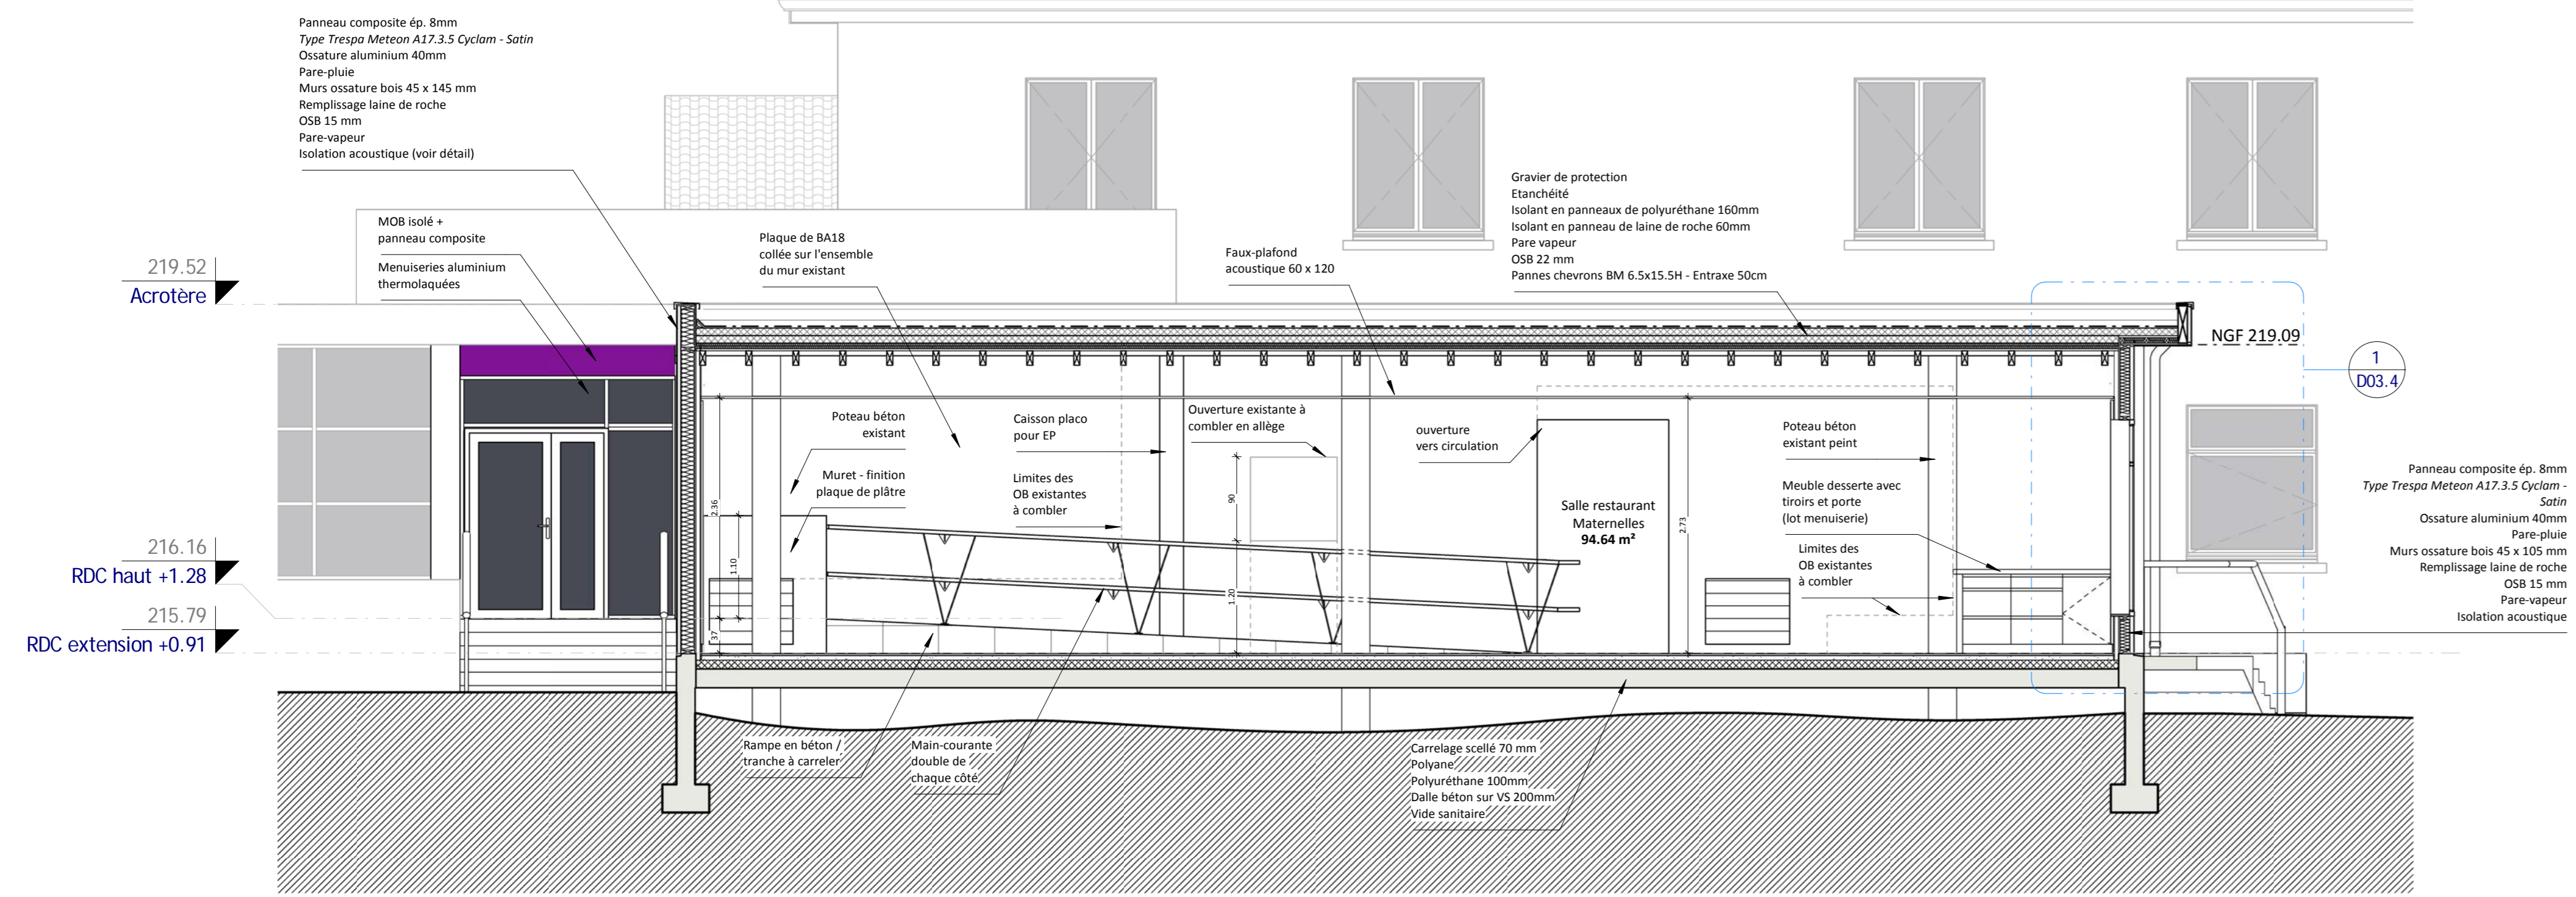 Panneau composite ép. 8mm
Type Trespa Meteon A17.3.5 Cyclam - Satin
Ossature aluminium 40mm
Pare-pluie
Murs ossature bois 45 x 145 mm
Remplissage laine de roche
OSB 15 mm
Pare-vapeur
Isolation acoustique (voir détail)
MOB isolé +
panneau composite
Menuiseries aluminium
thermolaquées
Plaque de BA18
collée sur l'ensemble
du mur existant
Faux-plafond
acoustique 60 x 120
Gravier de protection
Etanchéité
Isolant en panneaux de polyuréthane 160mm
Isolant en panneau de laine de roche 60mm
Pare vapeur
OSB 22 mm
Pannes chevrons BM 6.5x15.5H - Entraxe 50cm
219.52
Acrotère
NGF 219.09
1
D03.4
Poteau béton
existant
Muret - finition
plaque de plâtre
Caisson placo
pour EP
Limites des
OB existantes
à combler
Ouverture existante à
combler en allège
ouverture
vers circulation
Salle restaurant
Maternelles
94.64 m²
Poteau béton
existant peint
Meuble desserte avec
tiroirs et porte
(lot menuiserie)
Limites des
OB existantes
à combler
2.36
1.10
37
90
1.20
2.73
Panneau composite ép. 8mm
Type Trespa Meteon A17.3.5 Cyclam -
Satin
Ossature aluminium 40mm
Pare-pluie
Murs ossature bois 45 x 105 mm
Remplissage laine de roche
OSB 15 mm
Pare-vapeur
Isolation acoustique
216.16
RDC haut +1.28
215.79
RDC extension +0.91
Rampe en béton /
tranche à carreler
Main-courante
double de
chaque côté
Carrelage scellé 70 mm
Polyane
Polyuréthane 100mm
Dalle béton sur VS 200mm
Vide sanitaire